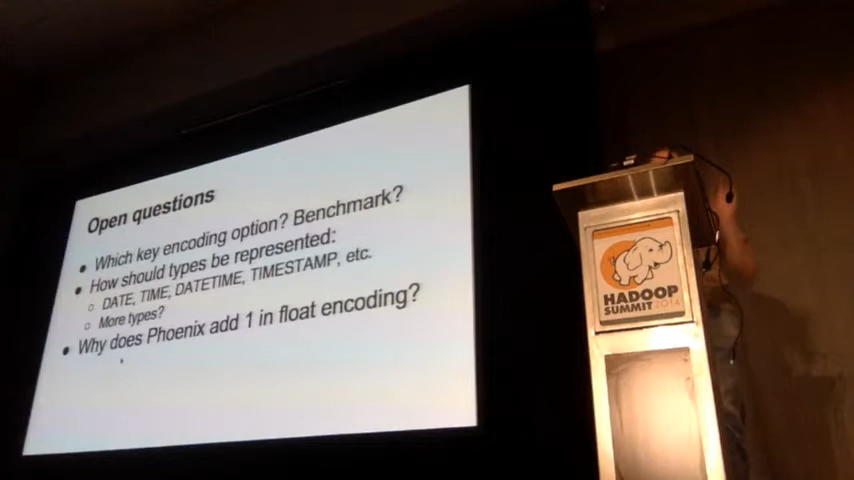 Open questions
Which key encoding option? Benchmark?
How should types be represented:
DATE, TIME, DATETIME, TIMESTAMP, etc.
More types?
Why does Phoenix add 1 in float encoding?
HADOOP
SUMMIT 2014